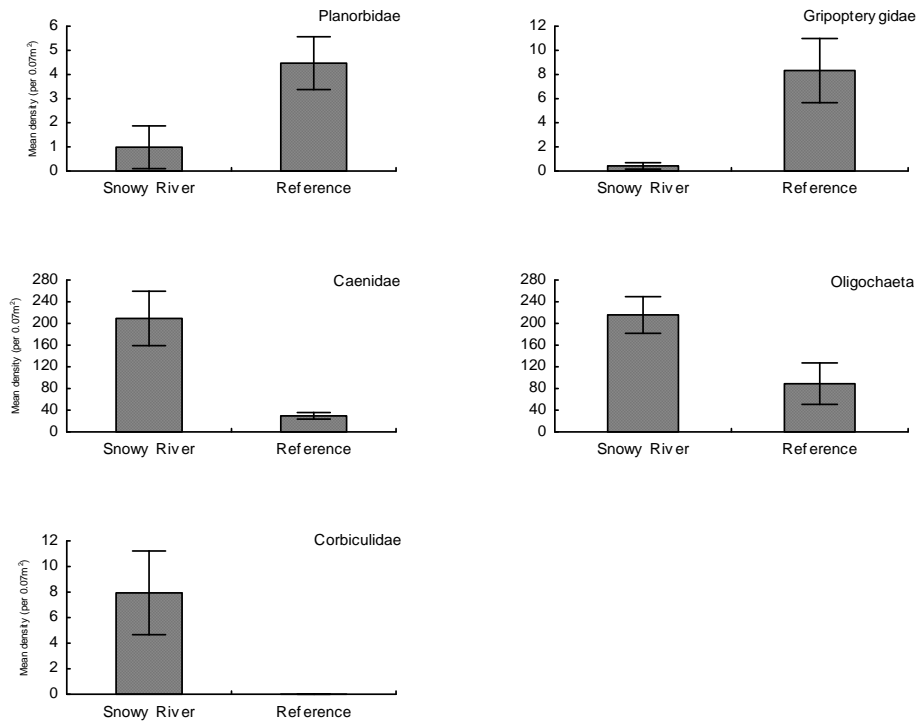 Planorbidae
Mean density (per 0.07m²)
6
5
4
3
2
1
0
Snowy River Reference
Gripopterygidae
12
10
8
6
4
2
0
Snowy River Reference
Caenidae
Mean density (per 0.07m²)
280
240
200
160
120
80
40
0
Snowy River Reference
Oligochaeta
280
240
200
160
120
80
40
0
Snowy River Reference
Corbiculidae
Mean density (per 0.07m²)
12
10
8
6
4
2
0
Snowy River Reference